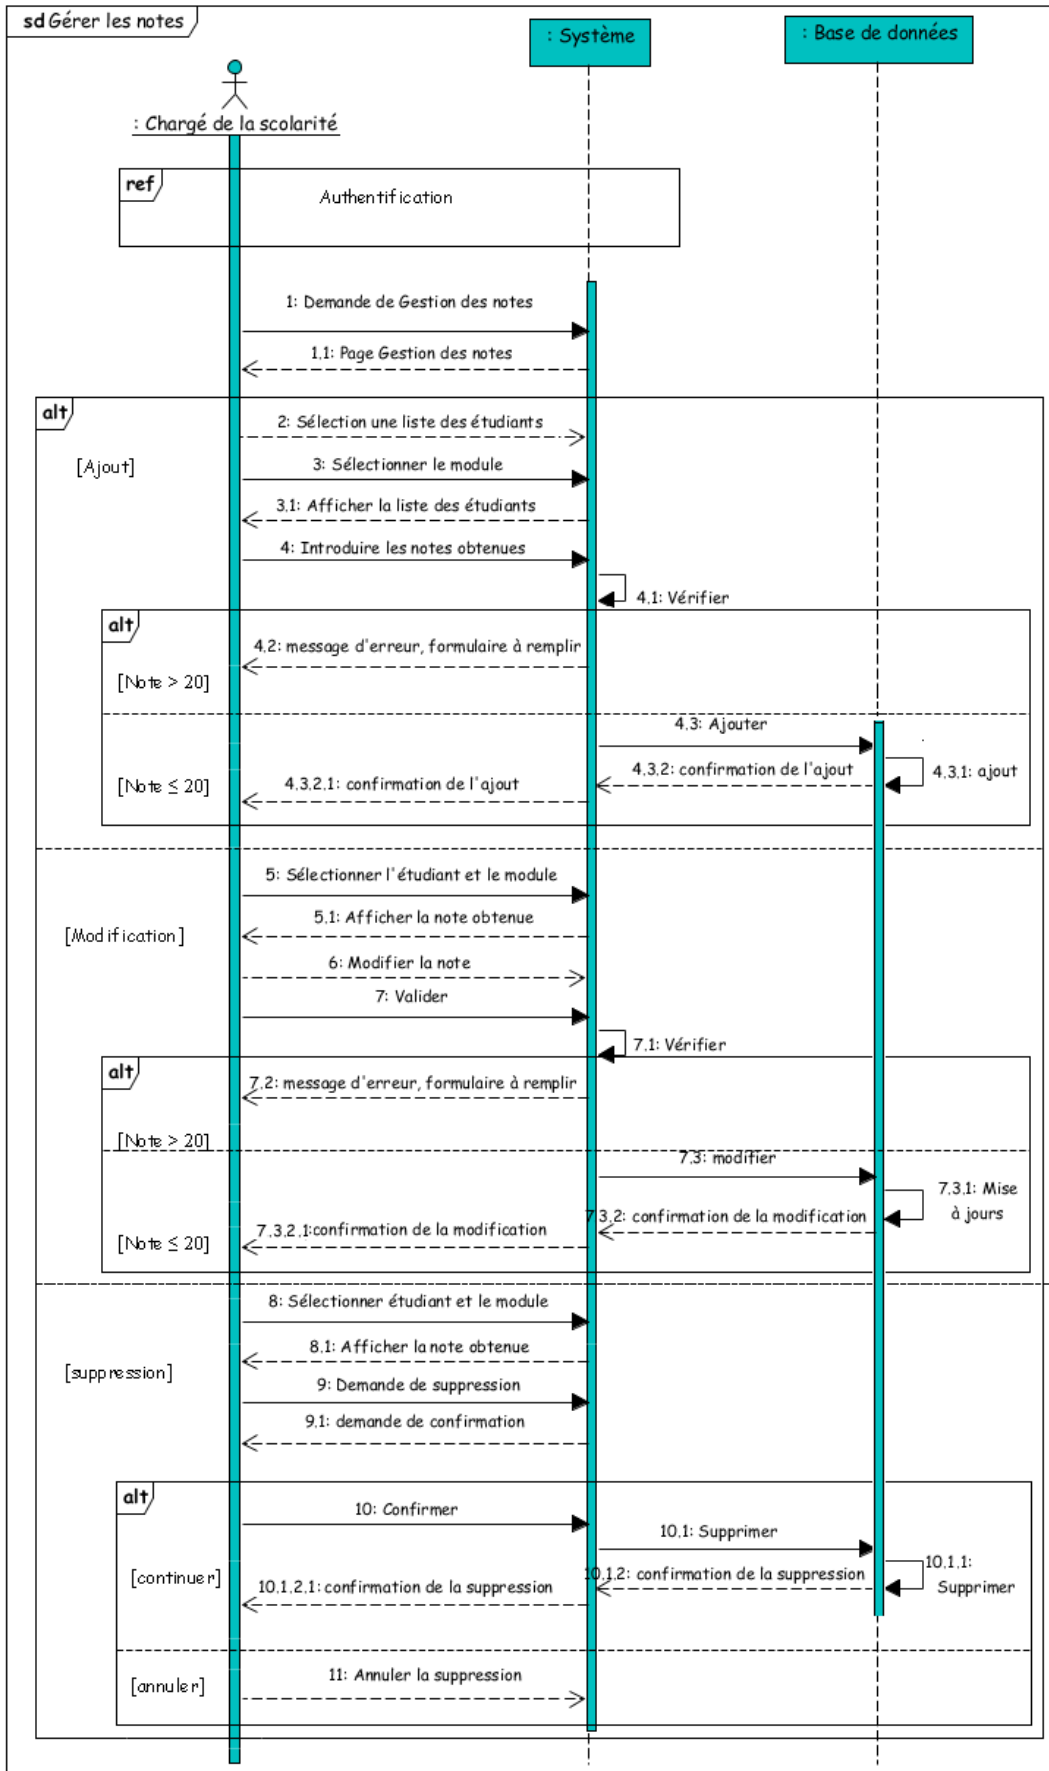 sd Gérer les notes
: Système
: Base de données
: Chargé de la scolarité
ref
Authentification
1: Demande de Gestion des notes
1.1: Page Gestion des notes
alt
2: Sélection une liste des étudiants
[Ajout]
3: Sélectionner le module
3.1: Afficher la liste des étudiants
4: Introduire les notes obtenues
4.1: Vérifier
alt
4.2: message d'erreur, formulaire à remplir
[Note > 20]
4.3: Ajouter
4.3.2: confirmation de l'ajout
4.3.1: ajout
[Note ≤ 20]
4.3.2.1: confirmation de l'ajout
5: Sélectionner l'étudiant et le module
5.1: Afficher la note obtenue
[Modification]
6: Modifier la note
7: Valider
7.1: Vérifier
alt
7.2: message d'erreur, formulaire à remplir
[Note > 20]
7.3: modifier
7.3.1: Mise
à jours
7.3.2: confirmation de la modification
7.3.2.1:confirmation de la modification
[Note ≤ 20]
8: Sélectionner étudiant et le module
8.1: Afficher la note obtenue
[suppression]
9: Demande de suppression
9.1: demande de confirmation
alt
10: Confirmer
10.1: Supprimer
10.1.1:
Supprimer
10.1.2: confirmation de la suppression
[continuer]
10.1.2.1: confirmation de la suppression
11: Annuler la suppression
[annuler]